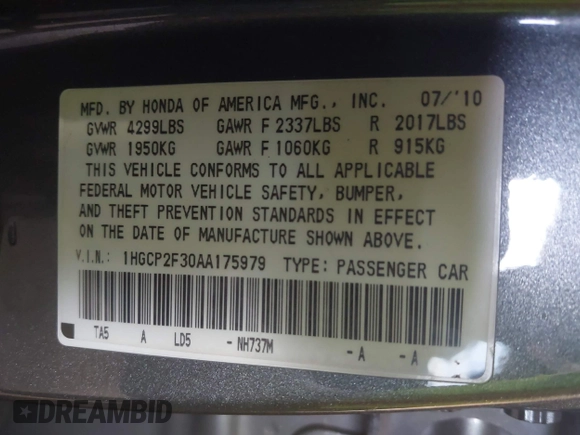 MFD. BY HONDA OF AMERICA MFG., INC. 07/'10
GVWR 4299LBS GAWR F 2337LBS R 2017LBS
GVWR 1950KG GAWR F 1060KG R 915KG
THIS VEHICLE CONFORMS TO ALL APPLICABLE
FEDERAL MOTOR VEHICLE SAFETY, BUMPER,
AND THEFT PREVENTION STANDARDS IN EFFECT
ON THE DATE OF MANUFACTURE SHOWN ABOVE.
V.I.N.: 1HGCP2F30AA175979 TYPE: PASSENGER CAR
TA5 A LD5 - NH737M - A - A
DREAMBID